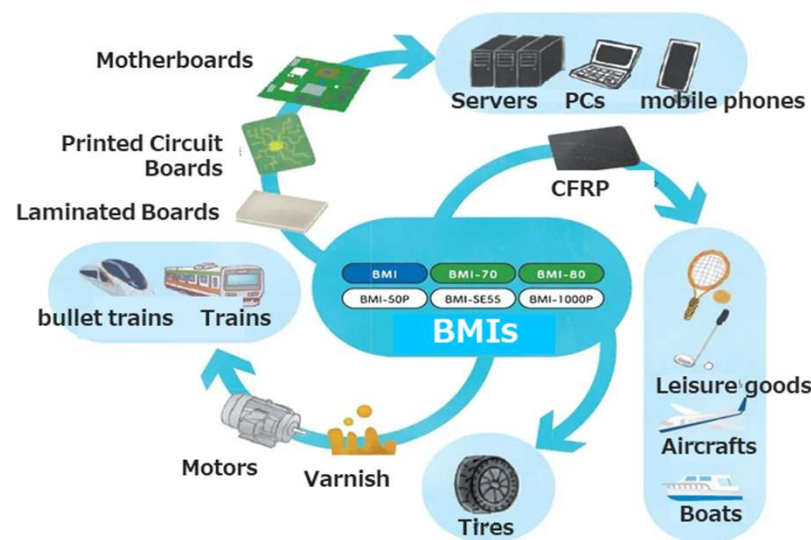 Motherboards
Servers PCs mobile phones
Printed Circuit
Boards
CFRP
Laminated Boards
BMI BMI-70 BMI-80
BMI-50P BMI-SE55 BMI-1000P
BMIs
bullet trains Trains
Leisure goods
Aircrafts
Boats
Motors
Varnish
Tires